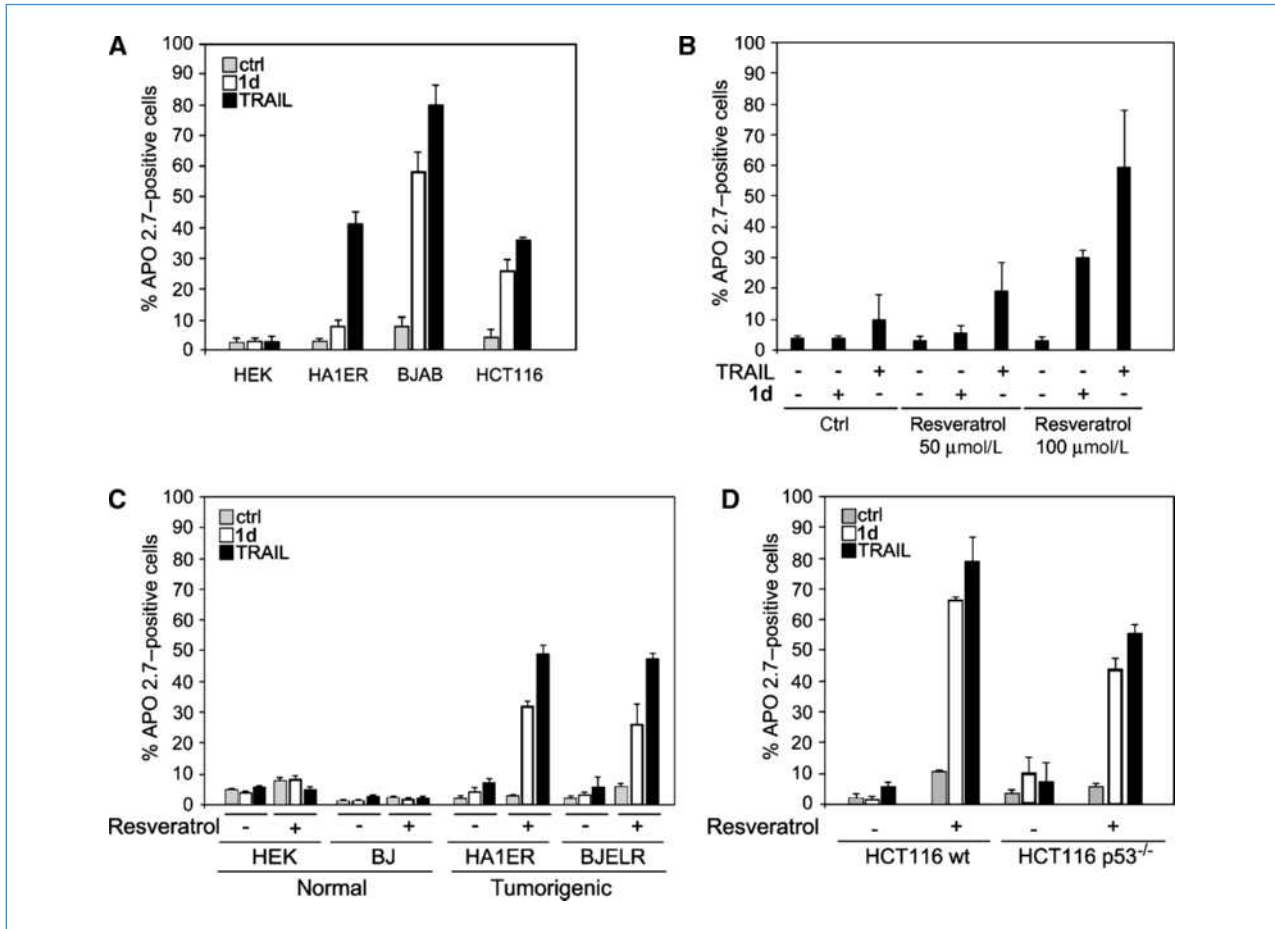 A
% APO 2.7–positive cells
100
90
80
70
60
50
40
30
20
10
0
ctrl
1d
TRAIL
HEK HA1ER BJAB HCT116
B
% APO 2.7–positive cells
100
90
80
70
60
50
40
30
20
10
0
TRAIL - - + - - + - - +
1d - + - - + - - + -
Ctrl Resveratrol Resveratrol
50 μmol/L 100 μmol/L
C
% APO 2.7–positive cells
100
90
80
70
60
50
40
30
20
10
0
ctrl
1d
TRAIL
Resveratrol - + - + - + - +
HEK BJ HA1ER BJELR
Normal Tumorigenic
D
% APO 2.7–positive cells
100
90
80
70
60
50
40
30
20
10
0
ctrl
1d
TRAIL
Resveratrol - + - +
HCT116 wt HCT116 p53-/-